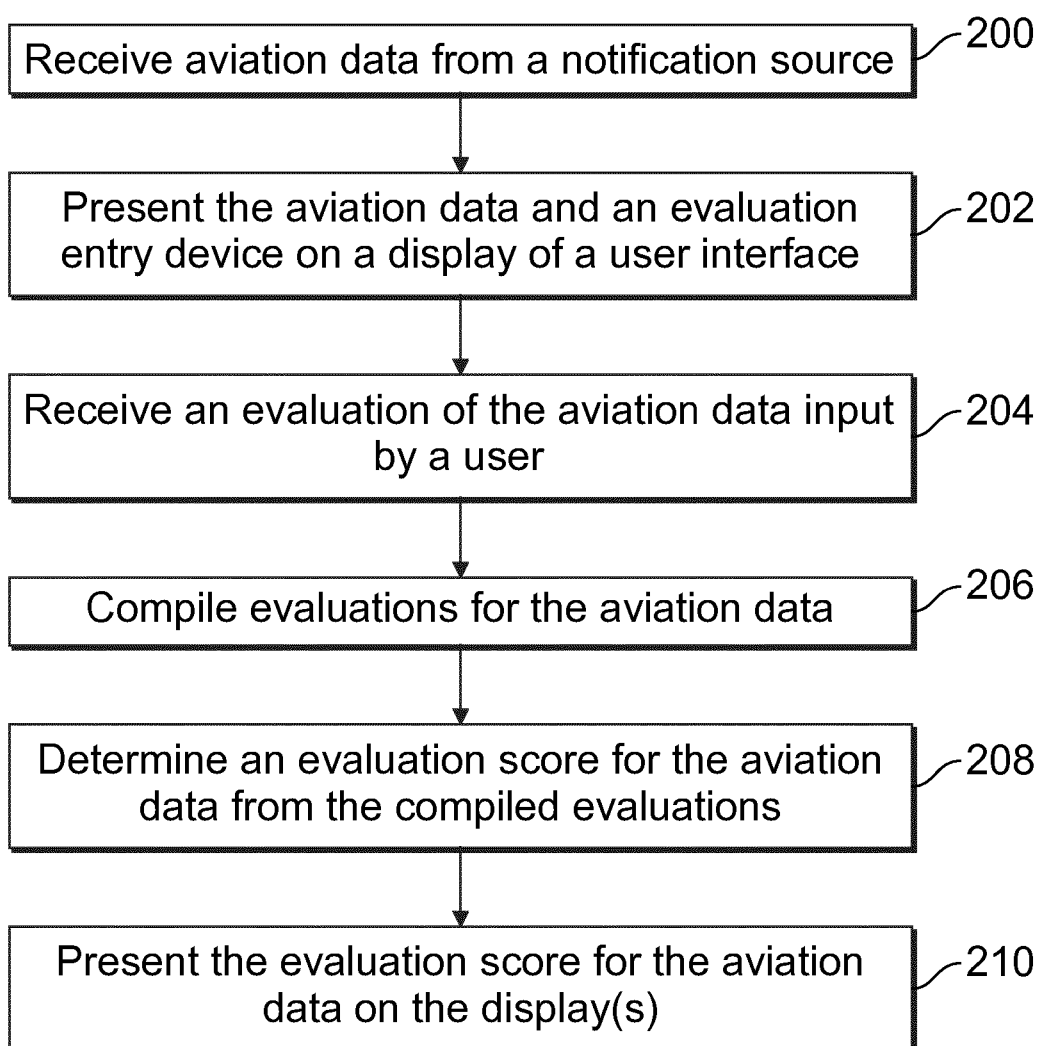 Receive aviation data from a notification source
200
Present the aviation data and an evaluation
entry device on a display of a user interface
202
Receive an evaluation of the aviation data input
by a user
204
Compile evaluations for the aviation data
206
Determine an evaluation score for the aviation
data from the compiled evaluations
208
Present the evaluation score for the aviation
data on the display(s)
210